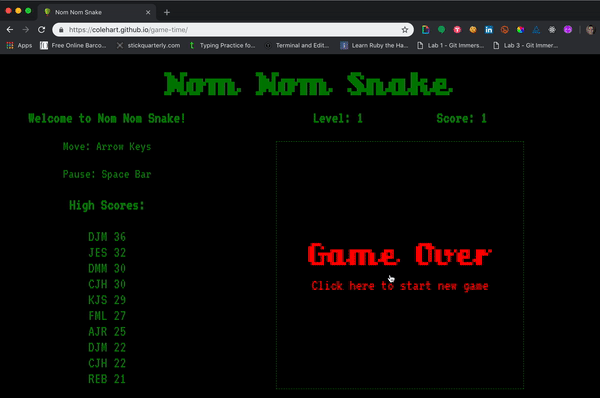 Nom Nom Snake
https://colehart.github.io/game-time/
Apps
Free Online Barco...
stickquarterly.com
Typing Practice fo...
Terminal and Edit...
Learn Ruby the Ha...
Lab 1 - Git Immers...
Lab 3 - Git Immer...
Nom Nom Snake
Welcome to Nom Nom Snake!
Level: 1
Score: 1
Move: Arrow Keys
Pause: Space Bar
High Scores:
DJM 36
JES 32
DMM 30
CJH 30
KJS 29
FML 27
AJR 25
DJM 22
CJH 22
REB 21
Game Over
Click here to start new game